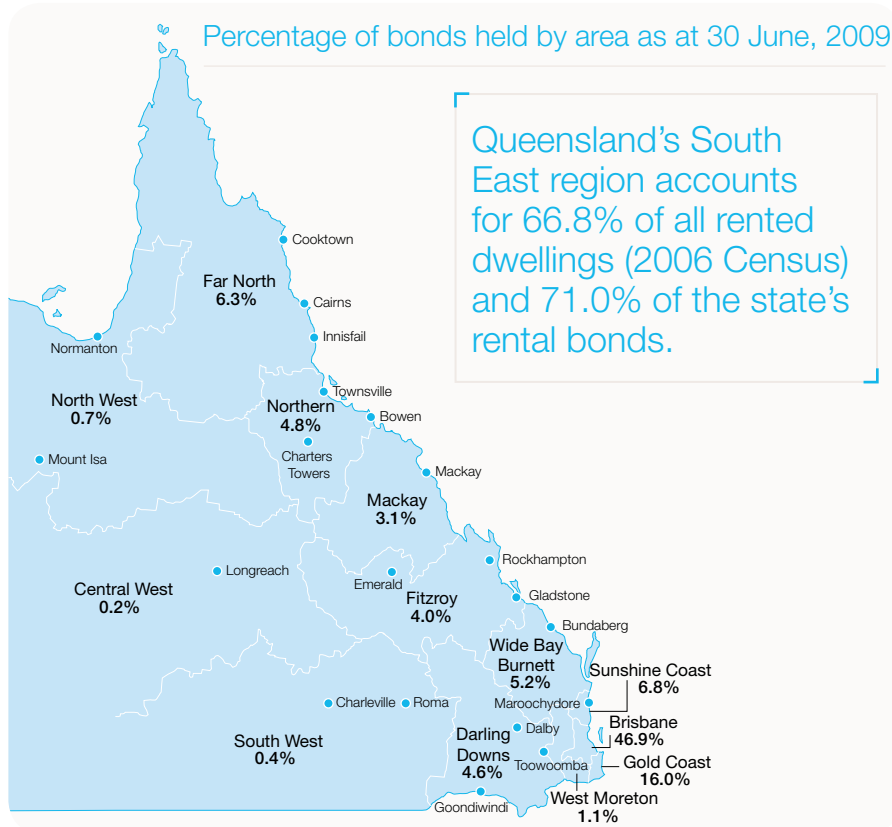 Percentage of bonds held by area as at 30 June, 2009
Queensland's South
East region accounts
for 66.8% of all rented
dwellings (2006 Census)
and 71.0% of the state's
rental bonds.
Cooktown
Far North
6.3%
Cairns
Innisfail
Normanton
Townsville
North West
0.7%
Northern
4.8%
Bowen
Charters
Towers
Mount Isa
Mackay
Mackay
3.1%
Rockhampton
Longreach
Emerald
Central West
0.2%
Fitzroy
4.0%
Gladstone
Bundaberg
Wide Bay
Burnett
5.2%
Sunshine Coast
6.8%
Charleville
Roma
Maroochydore
Brisbane
46.9%
Dalby
South West
0.4%
Darling
Downs
4.6%
Toowoomba
Gold Coast
16.0%
Goondiwindi
West Moreton
1.1%